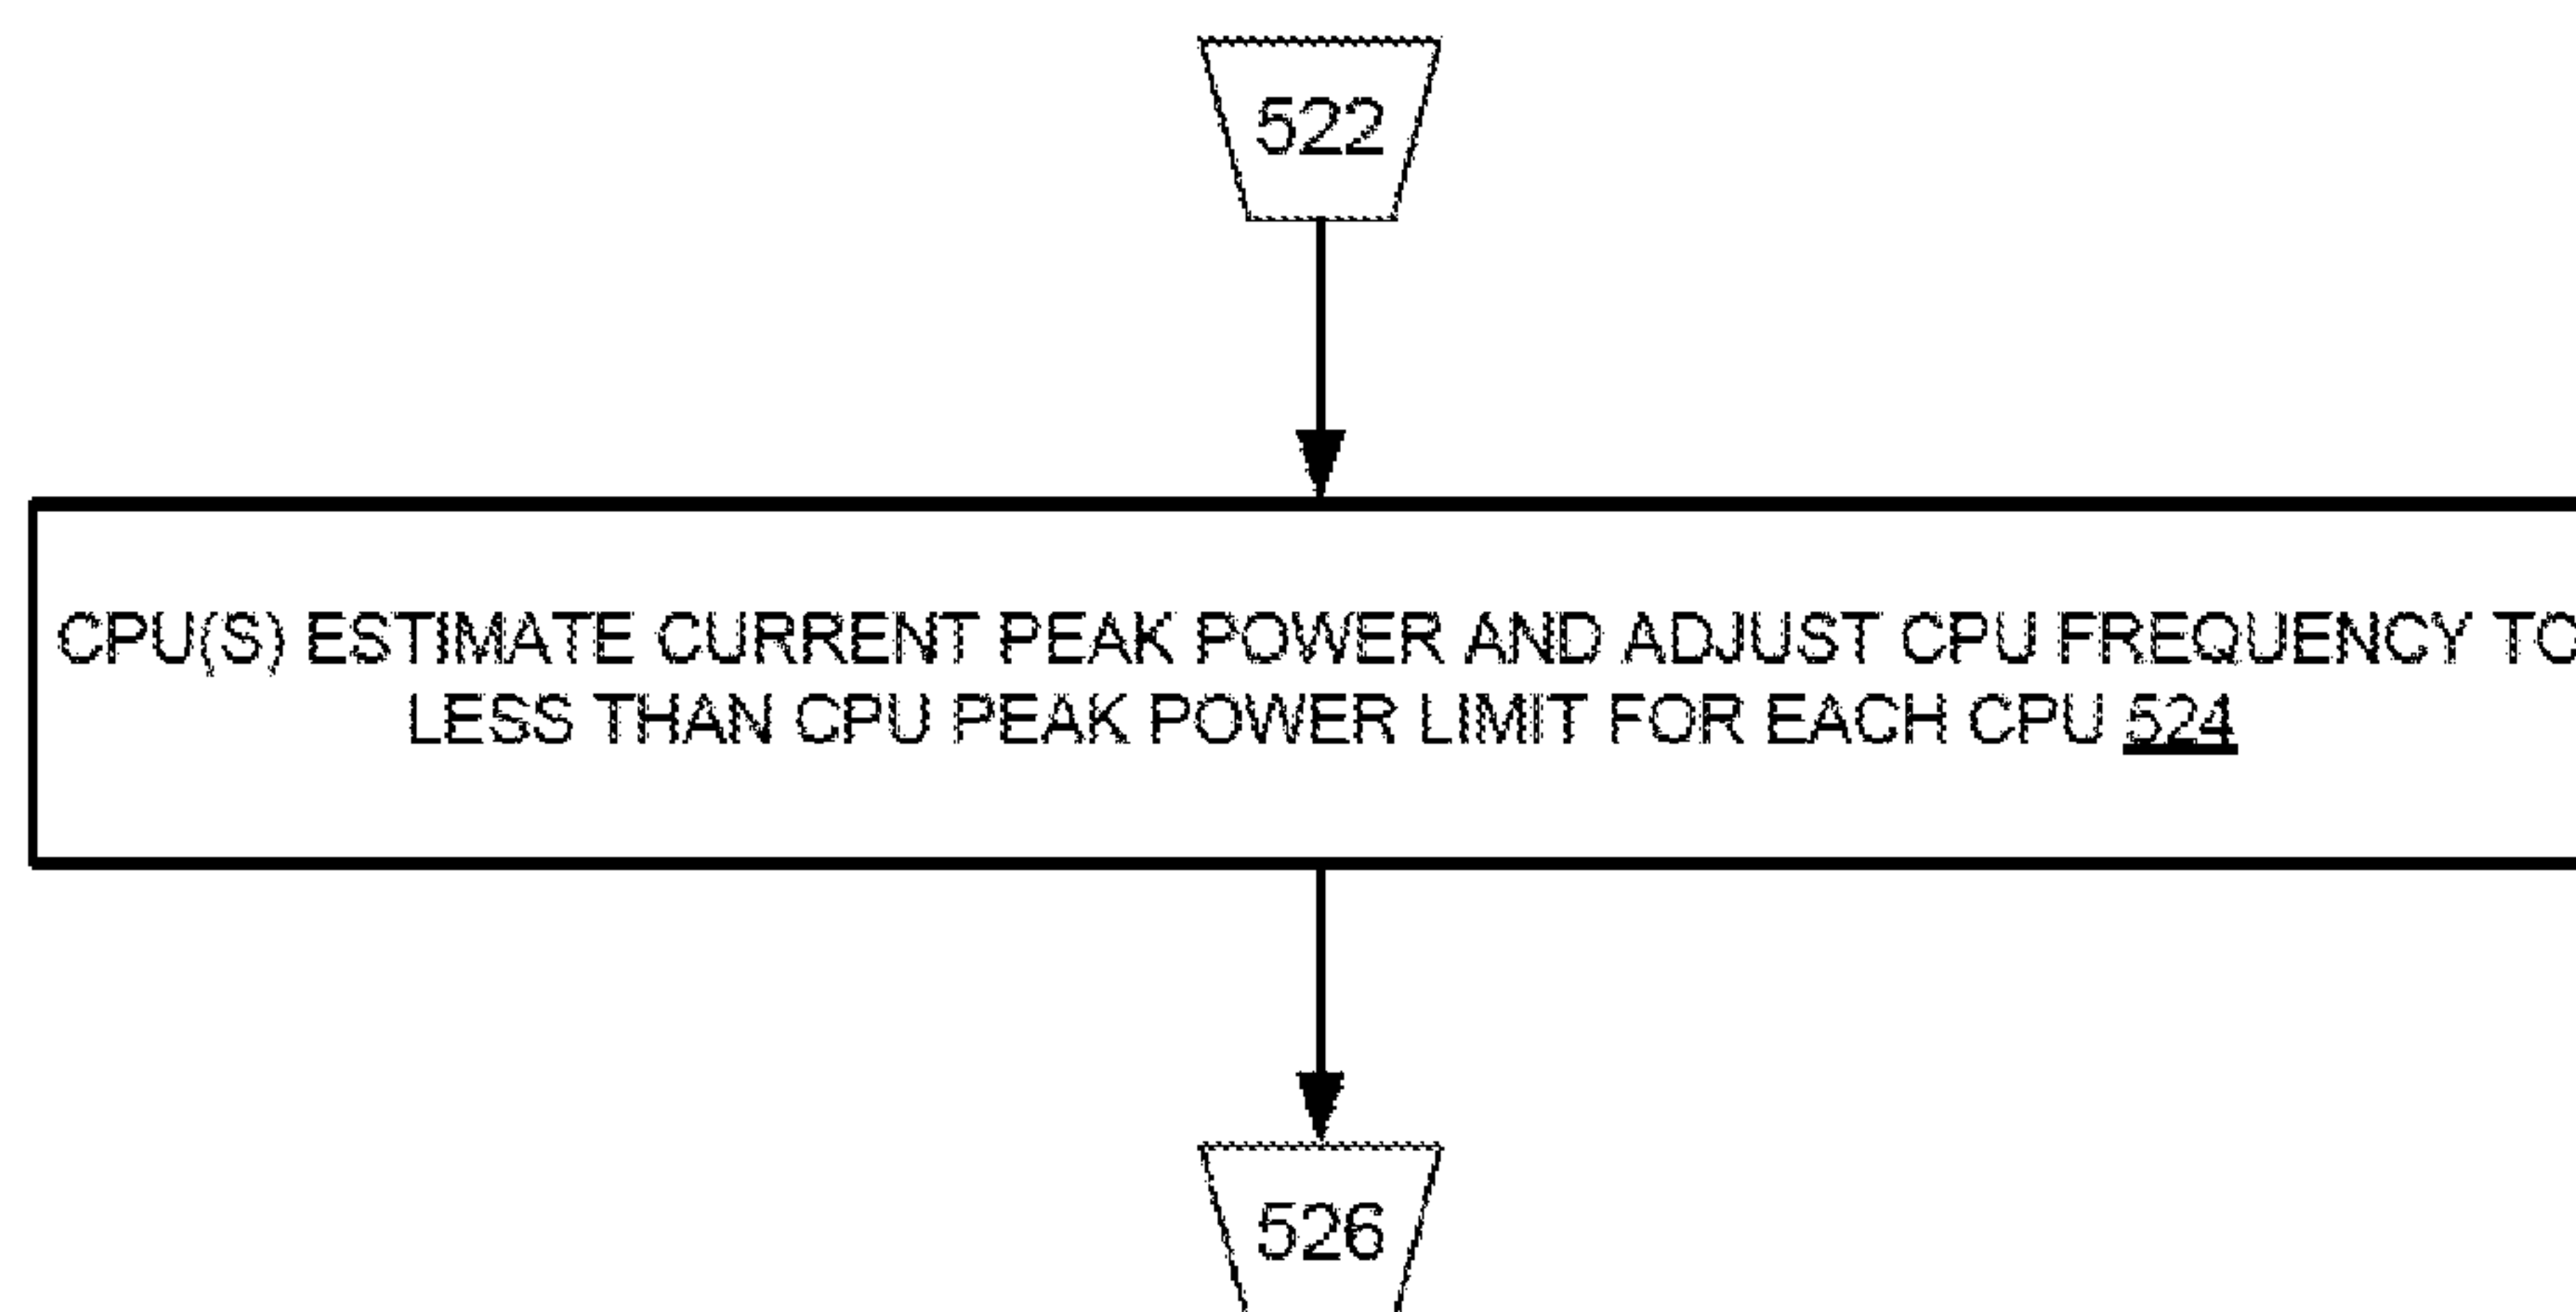 522
CPU(S) ESTIMATE CURRENT PEAK POWER AND ADJUST CPU FREQUENCY TO
LESS THAN CPU PEAK POWER LIMIT FOR EACH CPU 524
526